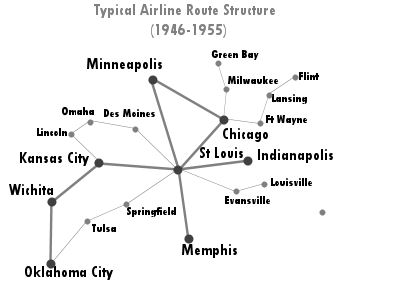 Typical Airline Route Structure
(1946-1955)
Green Bay
Minneapolis
Flint
Milwaukee
Lansing
Omaha
Des Moines
Ft Wayne
Lincoln
Chicago
St Louis
Indianapolis
Kansas City
Louisville
Wichita
Evansville
Springfield
Tulsa
Memphis
Oklahoma City